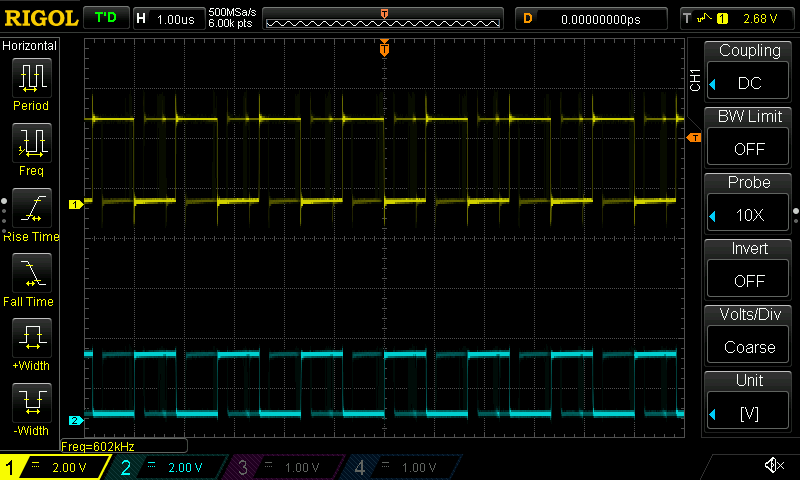 RIGOL T'D H 1.00us 500MSa/s 6.00k pts T D 0.00000000ps T 1 2.68 V
Horizontal
Period
Freq
Rise Time
Fall Time
+Width
-Width
T
1
2
T
CH1
Coupling
DC
BW Limit
OFF
Probe
10X
Invert
OFF
Volts/Div
Coarse
Unit
[V]
Freq=602kHz
1 = 2.00 V 2 = 2.00 V 3 = 1.00 V 4 = 1.00 V